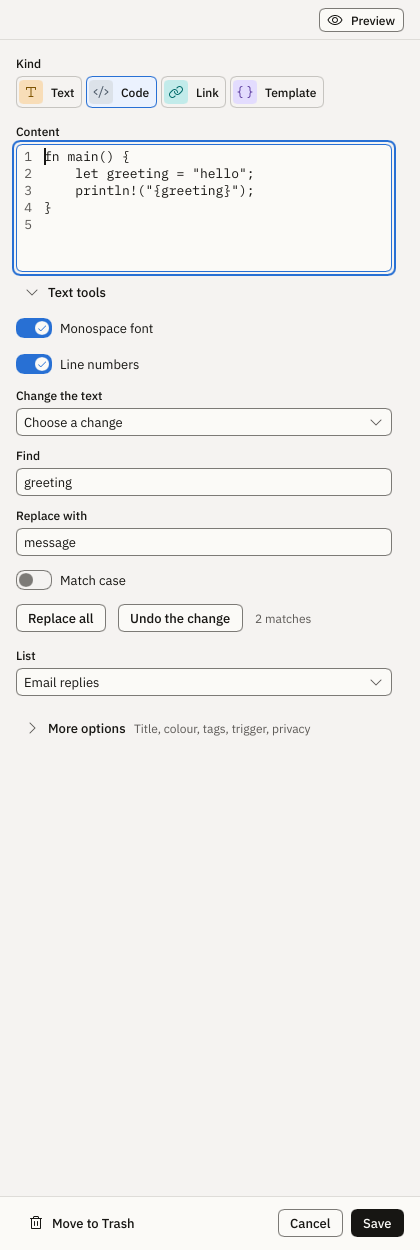 Preview
Kind
Text Code Link Template
Content
1 fn main() {
2     let greeting = "hello";
3     println!("{greeting}");
4 }
5
Text tools
Monospace font
Line numbers
Change the text
Choose a change
Find
greeting
Replace with
message
Match case
Replace all Undo the change 2 matches
List
Email replies
More options Title, colour, tags, trigger, privacy
Move to Trash Cancel Save